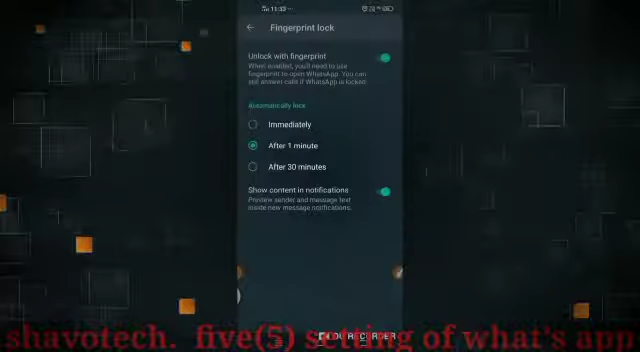 11:33
Fingerprint lock
Unlock with fingerprint
When enabled, you'll need to use
fingerprint to open WhatsApp. You can
still answer calls if WhatsApp is locked.
Automatically lock
Immediately
After 1 minute
After 30 minutes
Show content in notifications
Preview sender and message text
inside new message notifications.
DU RECORDER
shavotech. five(5) setting of what's app